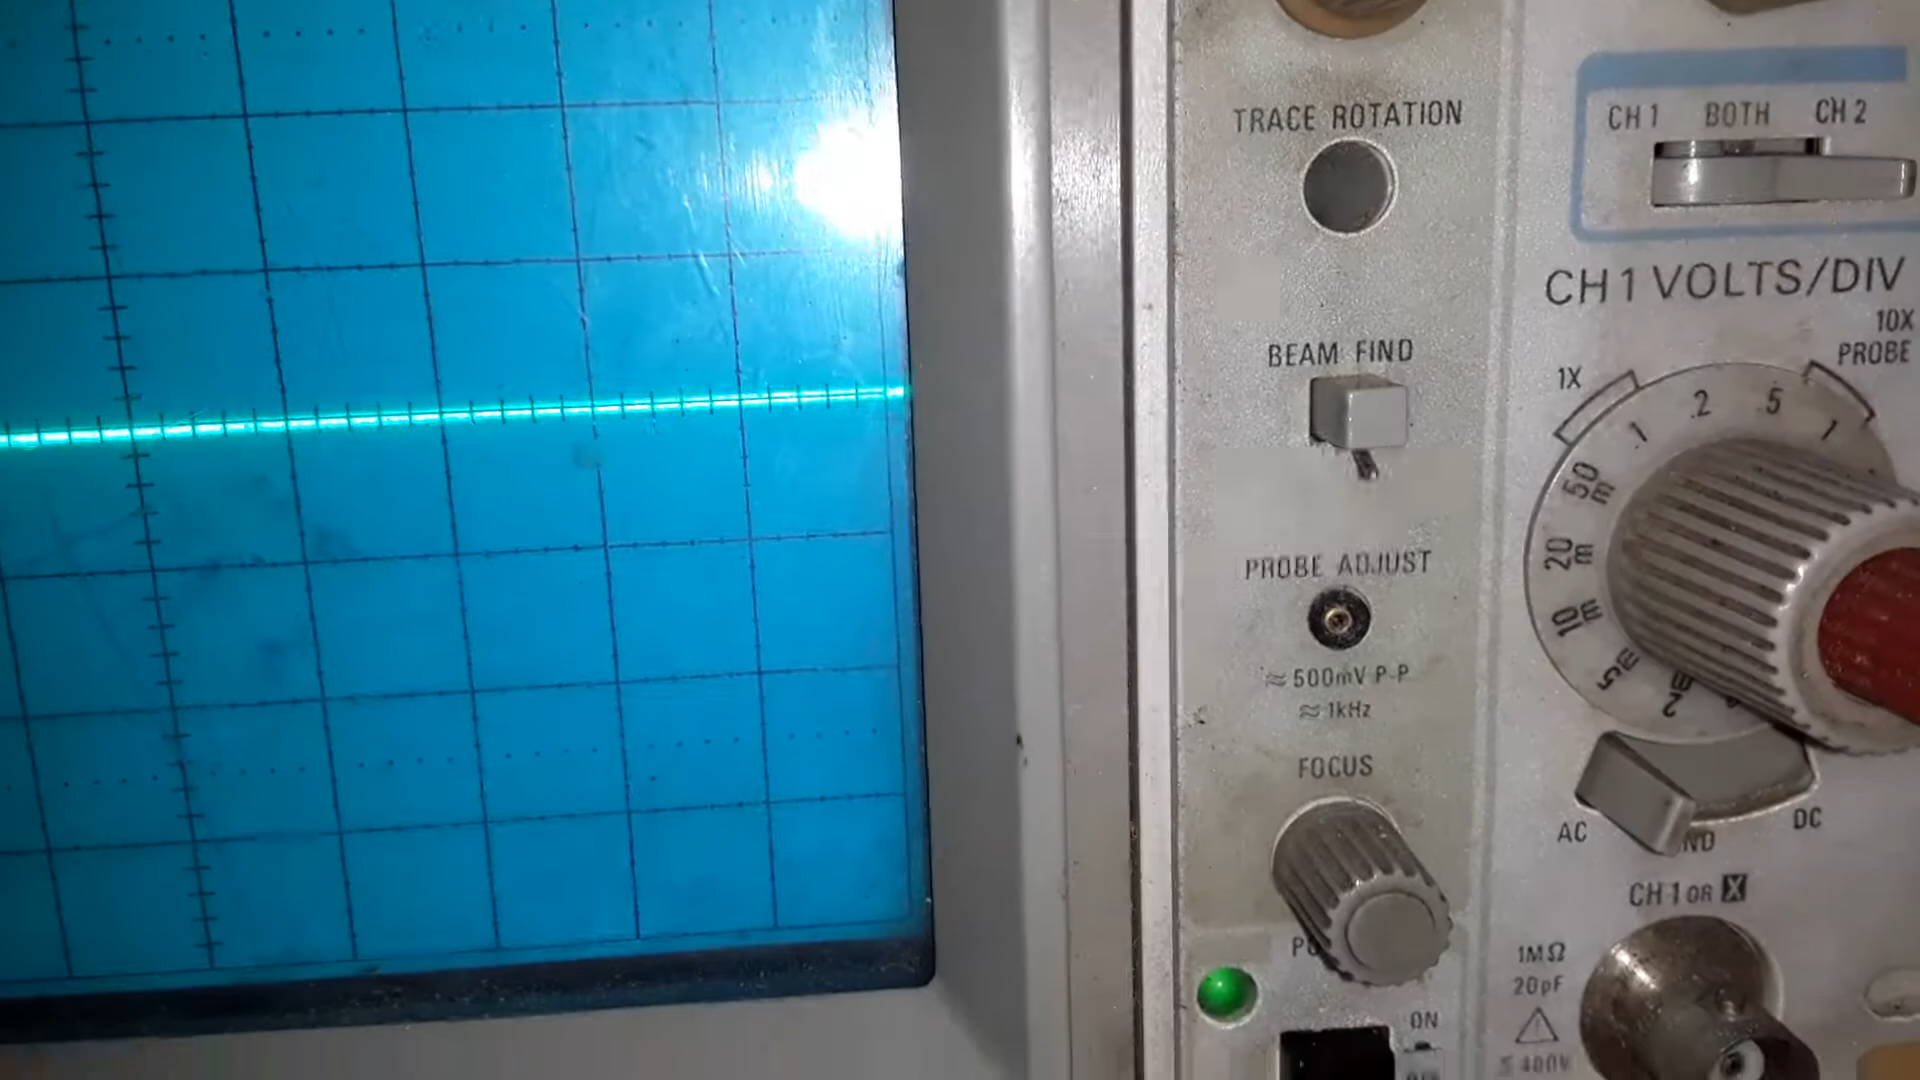 TRACE ROTATION
BEAM FIND
PROBE ADJUST
≈ 500mV P-P
≈ 1kHz
FOCUS
ON
CH 1 BOTH CH 2
CH 1 VOLTS/DIV
10X
PROBE
1X
.1 .2 .5 1
50
m
20
m
10
m
5
m
2
m
AC
DC
CH 1 OR X
1MΩ
20pF
≤ 400V